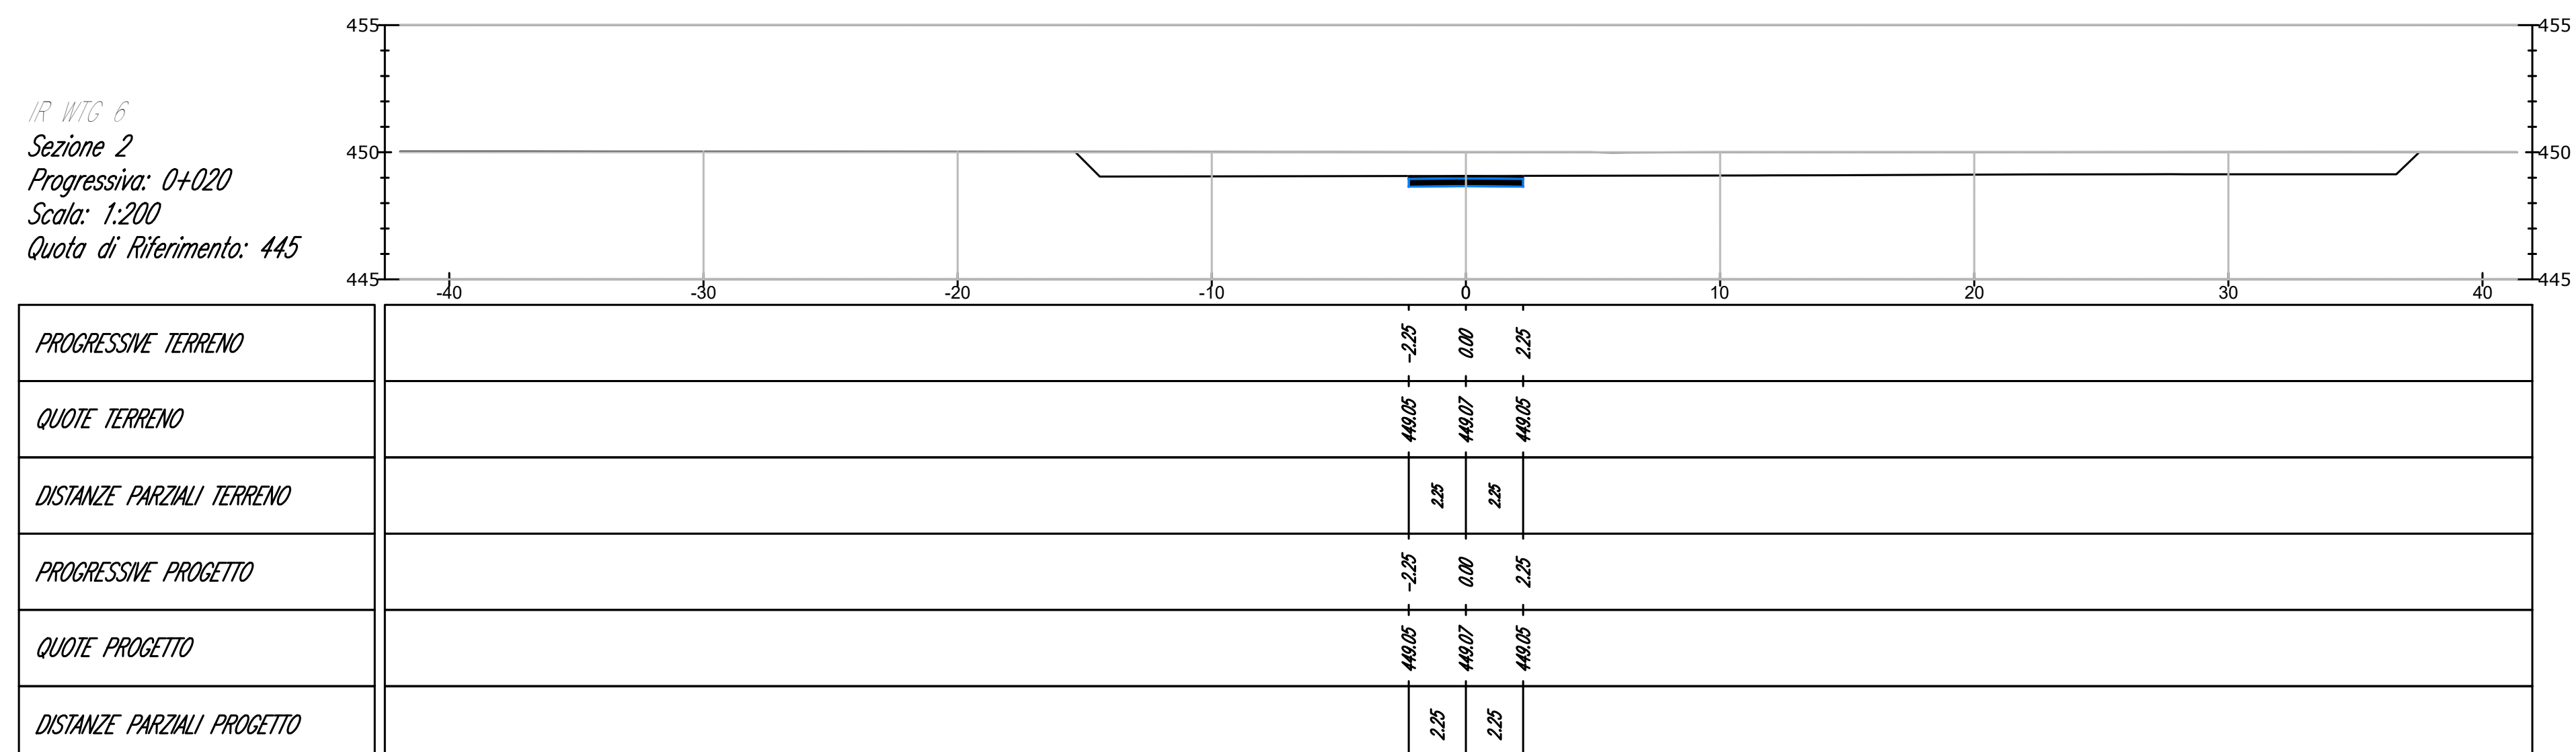 455 455
IR WTG 6
Sezione 2
450 450
Progressiva: 0+020
Scala: 1:200
Quota di Riferimento: 445
445 445
-40 -30 -20 -10 0 10 20 30 40
PROGRESSIVE TERRENO -2.25 0.00 2.25
QUOTE TERRENO 449.05 449.07 449.05
DISTANZE PARZIALI TERRENO 2.25 2.25
PROGRESSIVE PROGETTO -2.25 0.00 2.25
QUOTE PROGETTO 449.05 449.07 449.05
DISTANZE PARZIALI PROGETTO 2.25 2.25